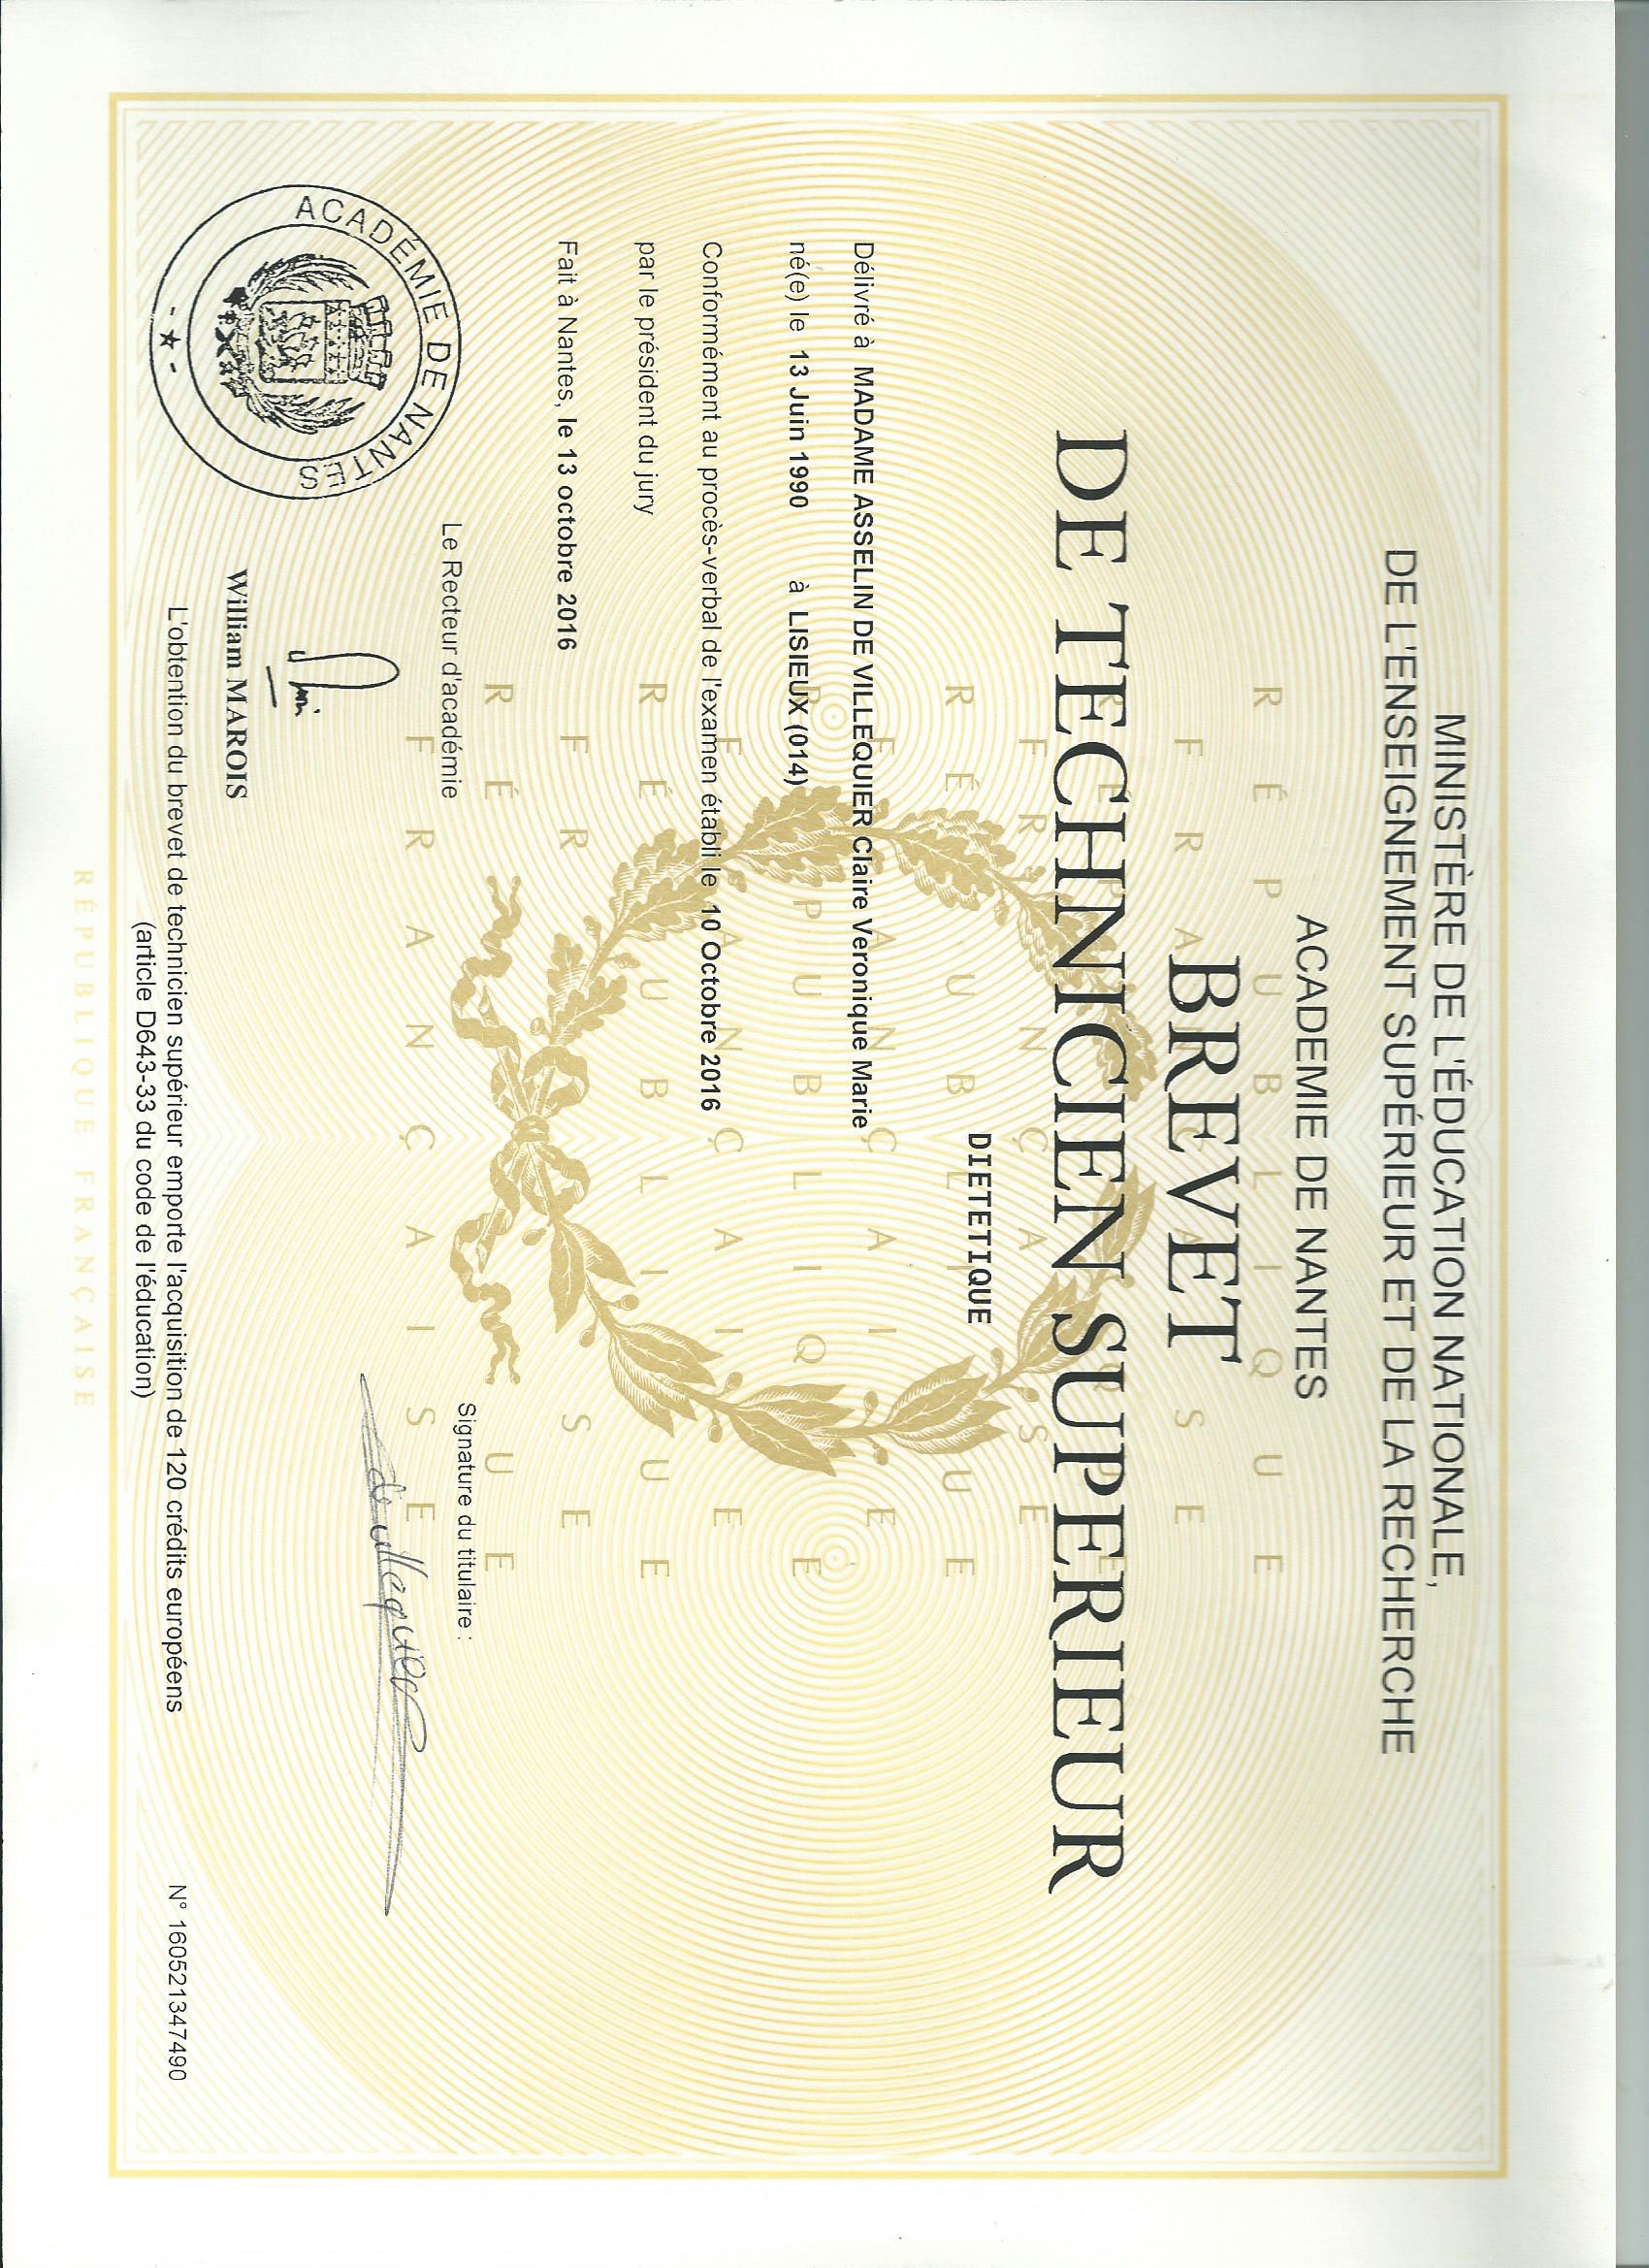 MINISTÈRE DE L'ÉDUCATION NATIONALE,
DE L'ENSEIGNEMENT SUPÉRIEUR ET DE LA RECHERCHE
ACADEMIE DE NANTES
RÉPUBLIQUE
FRANÇAISE
BREVET
DE TECHNICIEN SUPERIEUR
DIETETIQUE
Délivré à MADAME ASSELIN DE VILLEQUIER Claire Veronique Marie
né(e) le 13 Juin 1990 à LISIEUX (014)
Conformément au procès-verbal de l'examen établi le 10 Octobre 2016
par le président du jury
Fait à Nantes, le 13 octobre 2016
Le Recteur d'académie
Signature du titulaire :
de villequier
ACADÉMIE DE NANTES
William MAROIS
L'obtention du brevet de technicien supérieur emporte l'acquisition de 120 crédits européens
(article D643-33 du code de l'éducation)
N° 160521347490
RÉPUBLIQUE FRANÇAISE